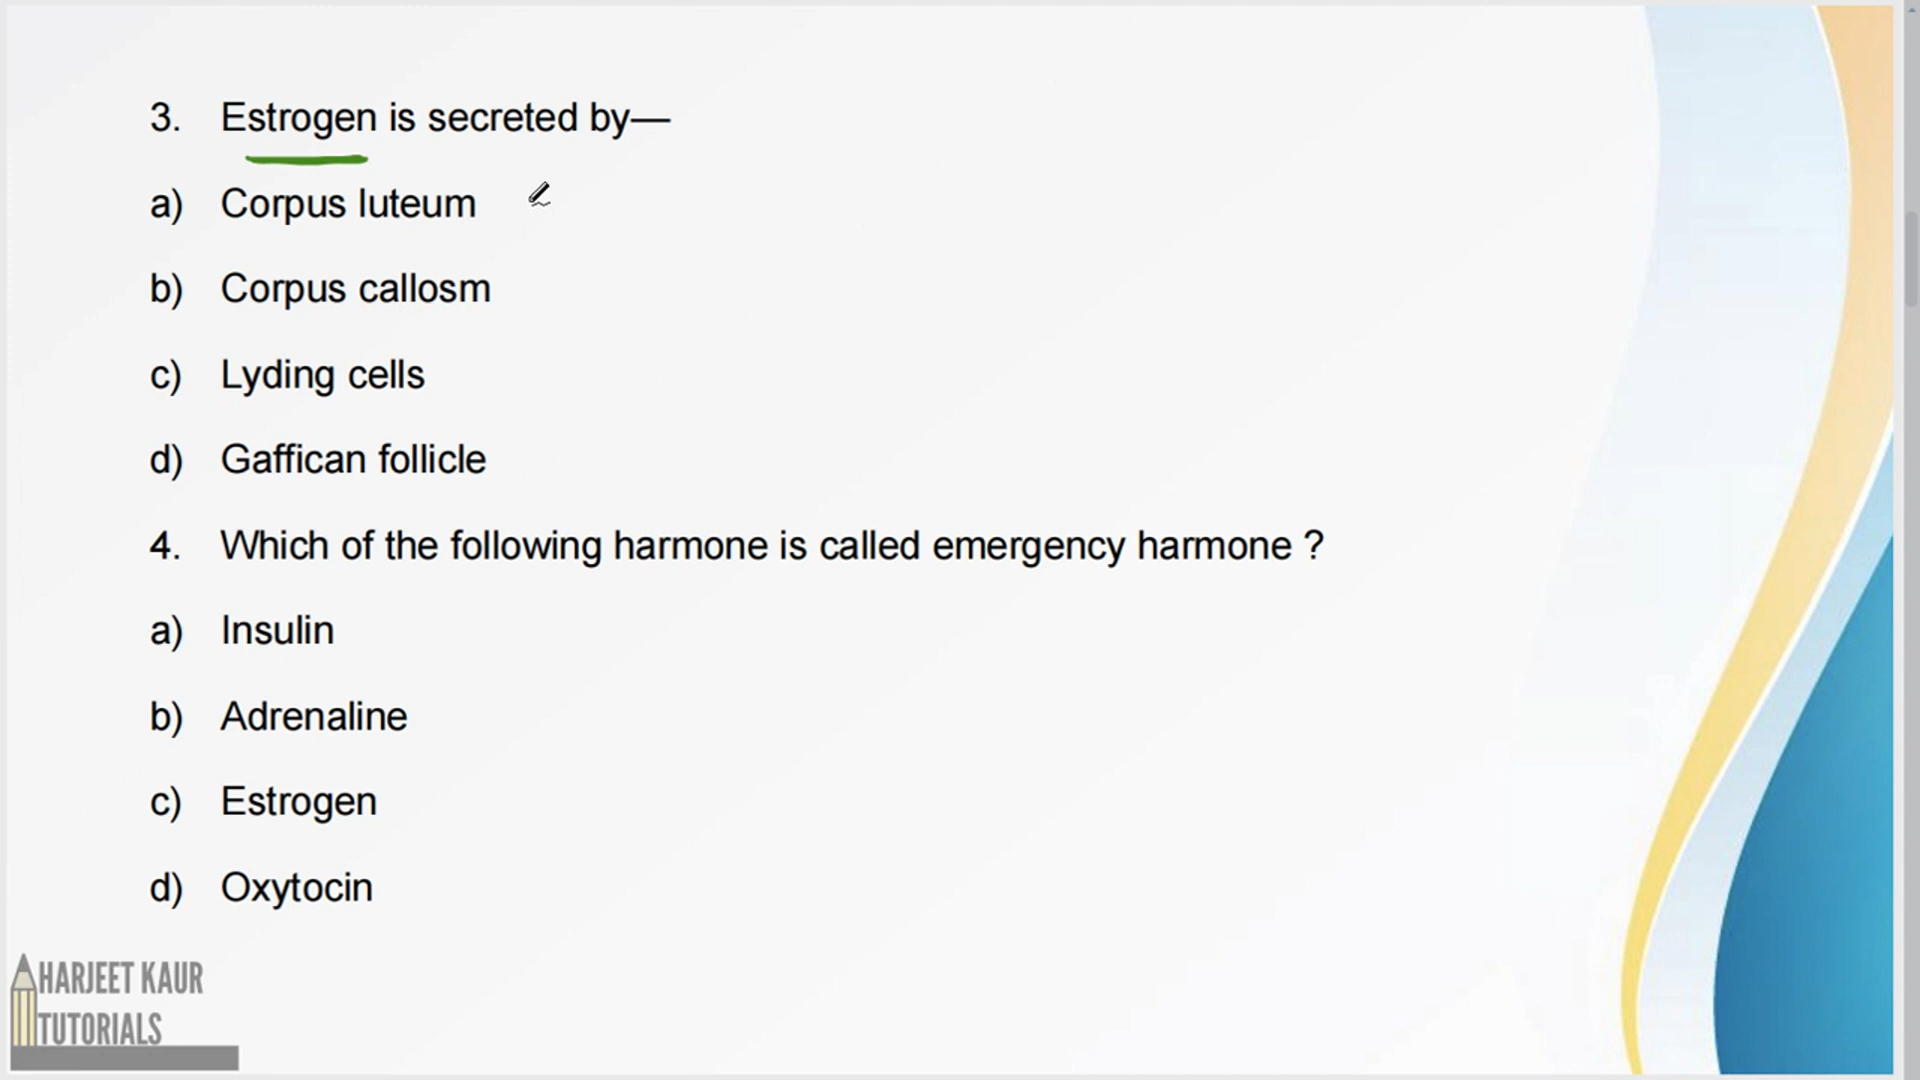 3. Estrogen is secreted by—
a) Corpus luteum
b) Corpus callosm
c) Lyding cells
d) Gaffican follicle
4. Which of the following harmone is called emergency harmone ?
a) Insulin
b) Adrenaline
c) Estrogen
d) Oxytocin
HARJEET KAUR
TUTORIALS